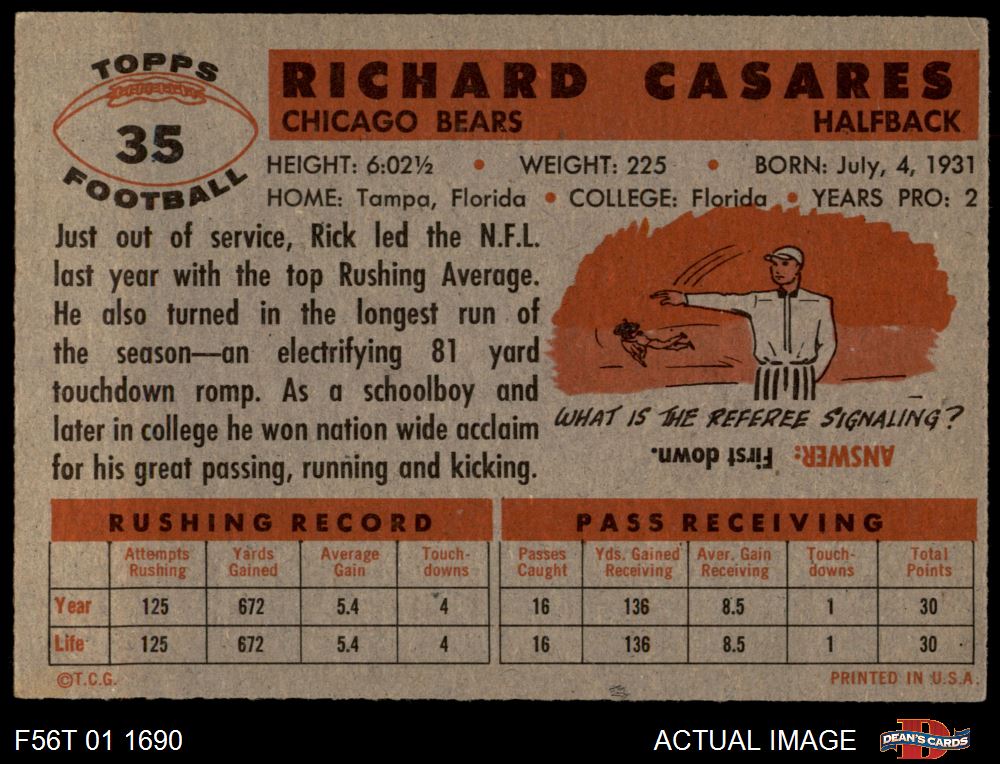 TOPPS
35
FOOTBALL
RICHARD CASARES
CHICAGO BEARS HALFBACK
HEIGHT: 6:02½ • WEIGHT: 225 • BORN: July, 4, 1931
HOME: Tampa, Florida • COLLEGE: Florida • YEARS PRO: 2
Just out of service, Rick led the N.F.L.
last year with the top Rushing Average.
He also turned in the longest run of
the season—an electrifying 81 yard
touchdown romp. As a schoolboy and
later in college he won nation wide acclaim
for his great passing, running and kicking.
WHAT IS THE REFEREE SIGNALING?
ANSWER: First down.
RUSHING RECORD
Attempts Rushing Yards Gained Average Gain Touch-downs
Year 125 672 5.4 4
Life 125 672 5.4 4
PASS RECEIVING
Passes Caught Yds. Gained Receiving Aver. Gain Receiving Touch-downs Total Points
16 136 8.5 1 30
16 136 8.5 1 30
©T.C.G. PRINTED IN U.S.A.
F56T 01 1690 ACTUAL IMAGE DEAN'S CARDS